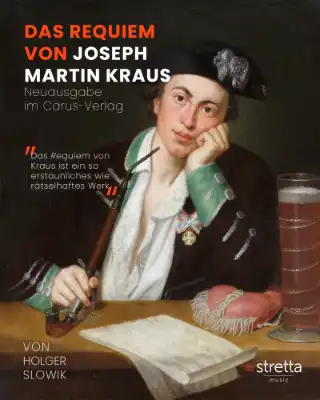 DAS REQUIEM
VON JOSEPH
MARTIN KRAUS
Neuausgabe
im Carus-Verlag
"Das Requiem von
Kraus ist ein so
erstaunliches wie
rätselhaftes Werk"
VON
HOLGER
SLOWIK
stretta
music